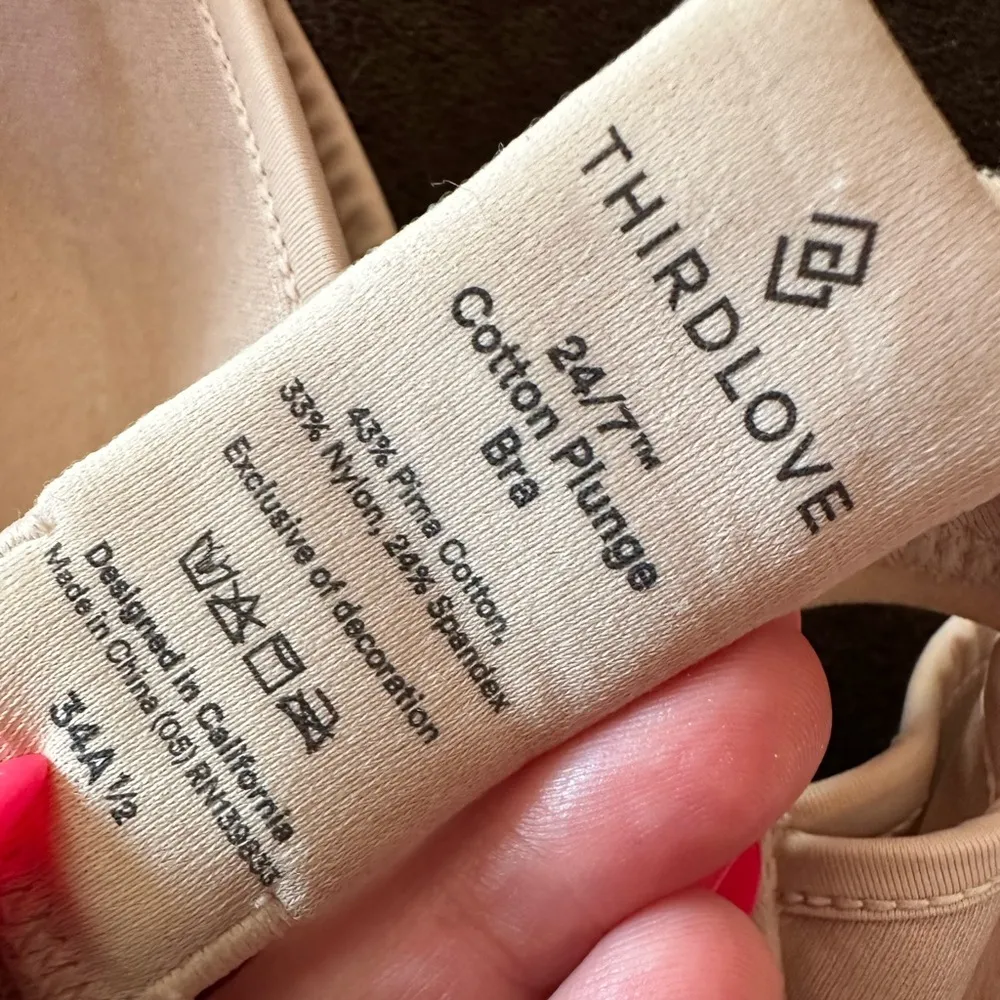 THIRDLOVE
24/7™
Cotton Plunge
Bra
43% Pima Cotton,
33% Nylon, 24% Spandex
Exclusive of decoration
Designed in California
Made in China (05)
34A ½